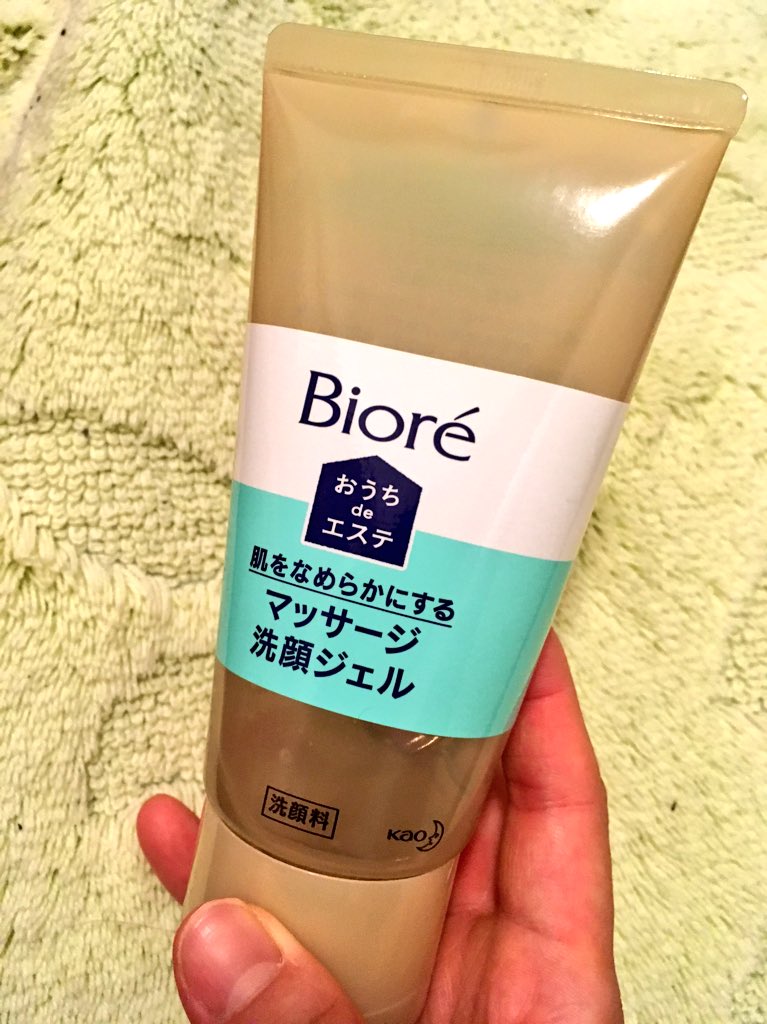 Bioré
おうち
de
エステ
肌をなめらかにする
マッサージ
洗顔ジェル
洗顔料
Kao